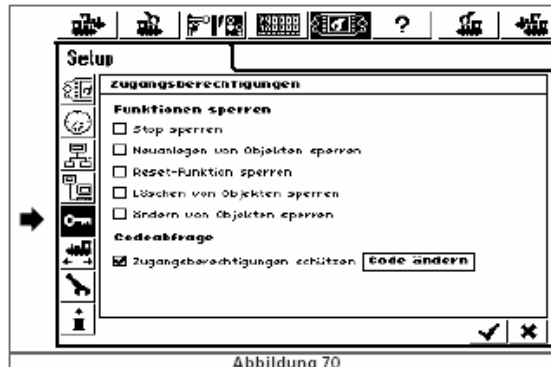 ?
Setup
Zugangsberechtigungen
Funktionen sperren
Stop sperren
Neuanlegen von Objekten sperren
Reset-Funktion sperren
Löschen von Objekten sperren
ändern von Objekten sperren
Codeabfrage
Zugangsberechtigungen schützen Code ändern
Abbildung 70